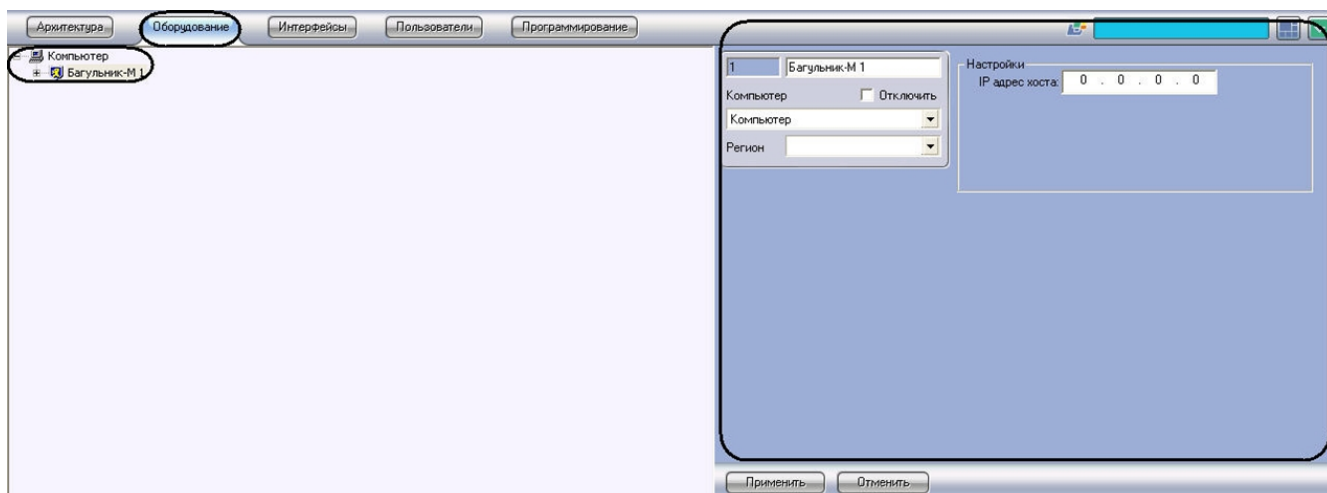 Архитектура Оборудование Интерфейсы Пользователи Программирование
Компьютер
Багульник-М 1
1 Багульник-М 1
Компьютер Отключить
Компьютер
Регион
Настройки
IP адрес хоста: 0 . 0 . 0 . 0
Применить Отменить